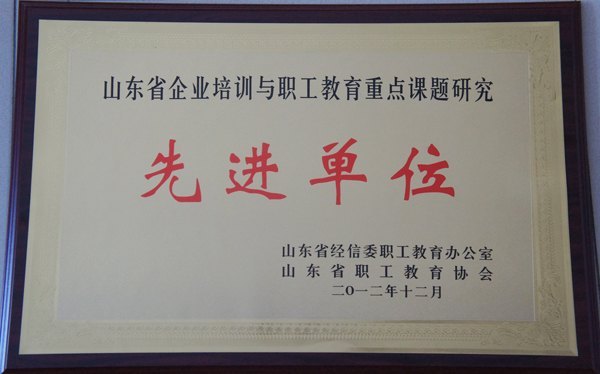 山东省企业培训与职工教育重点课题研究
先进单位
山东省经信委职工教育办公室
山东省职工教育协会
二〇一二年十二月